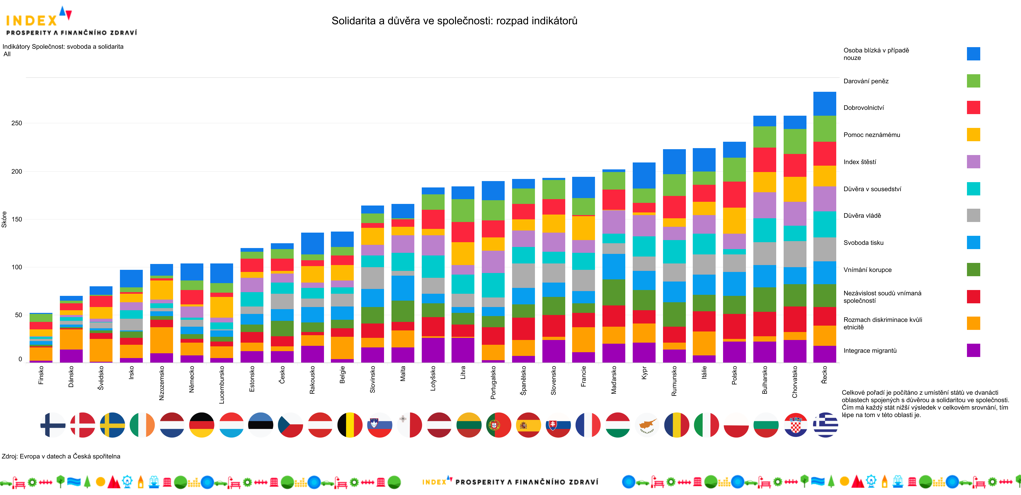 INDEX
PROSPERITY A FINANČNÍHO ZDRAVÍ
Solidarita a důvěra ve společnosti: rozpad indikátorů
Indikátory Společnost: svoboda a solidarita
All
Osoba blízká v případě
nouze
Darování peněz
Dobrovolnictví
Pomoc neznámému
Index štěstí
Důvěra v sousedství
Důvěra vládě
Svoboda tisku
Vnímání korupce
Nezávislost soudů vnímaná
společností
Rozmach diskriminace kvůli
etnicitě
Integrace migrantů
Skóre
250
200
150
100
50
0
Finsko
Dánsko
Švédsko
Irsko
Nizozemsko
Německo
Lucembursko
Estonsko
Česko
Rakousko
Belgie
Slovinsko
Malta
Lotyšsko
Litva
Portugalsko
Španělsko
Slovensko
Francie
Maďarsko
Kypr
Rumunsko
Itálie
Polsko
Bulharsko
Chorvatsko
Řecko
Celkové pořadí je počítáno z umístění států ve dvanácti
oblastech spojených s důvěrou a solidaritou ve společnosti.
Čím má každý stát nižší výsledek v celkovém srovnání, tím
lépe na tom v této oblasti je.
Zdroj: Evropa v datech a Česká spořitelna
INDEX PROSPERITY A FINANČNÍHO ZDRAVÍ